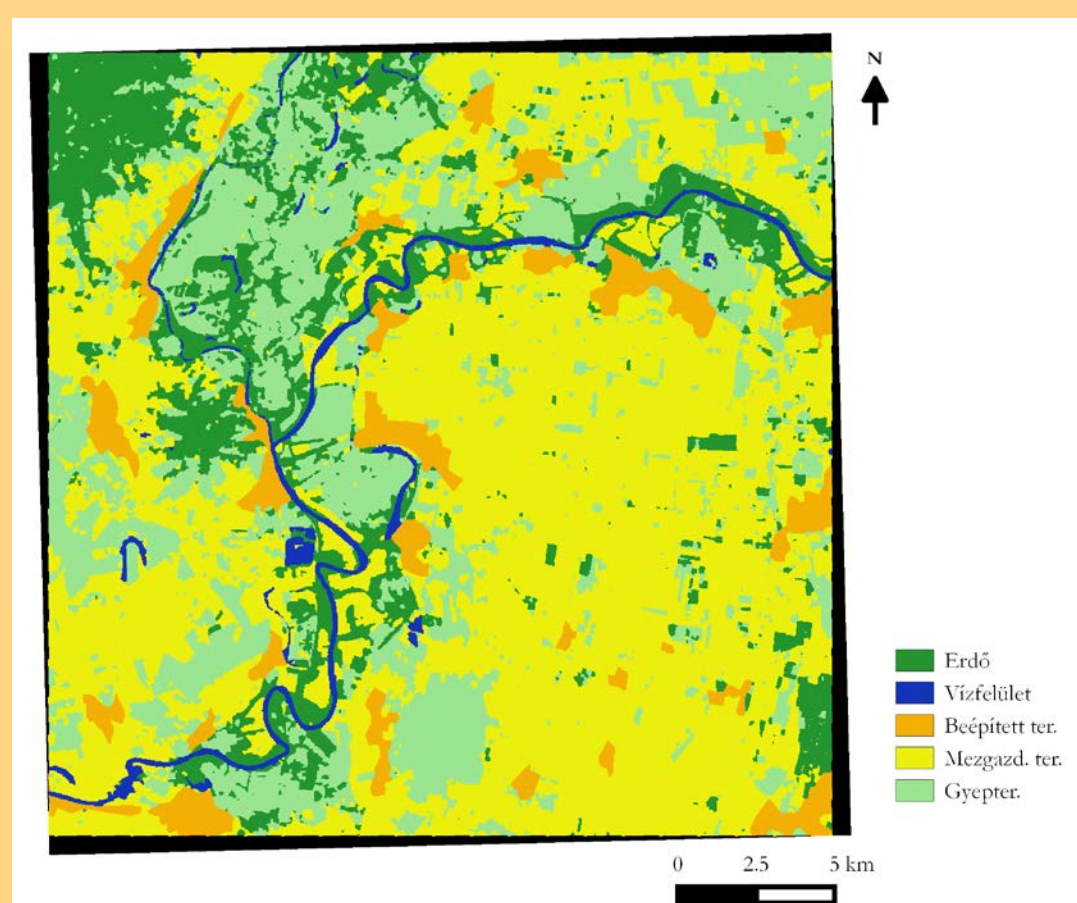 N
Erdő
Vízfelület
Beépített ter.
Mezgazd. ter.
Gyepter.
0 2.5 5 km